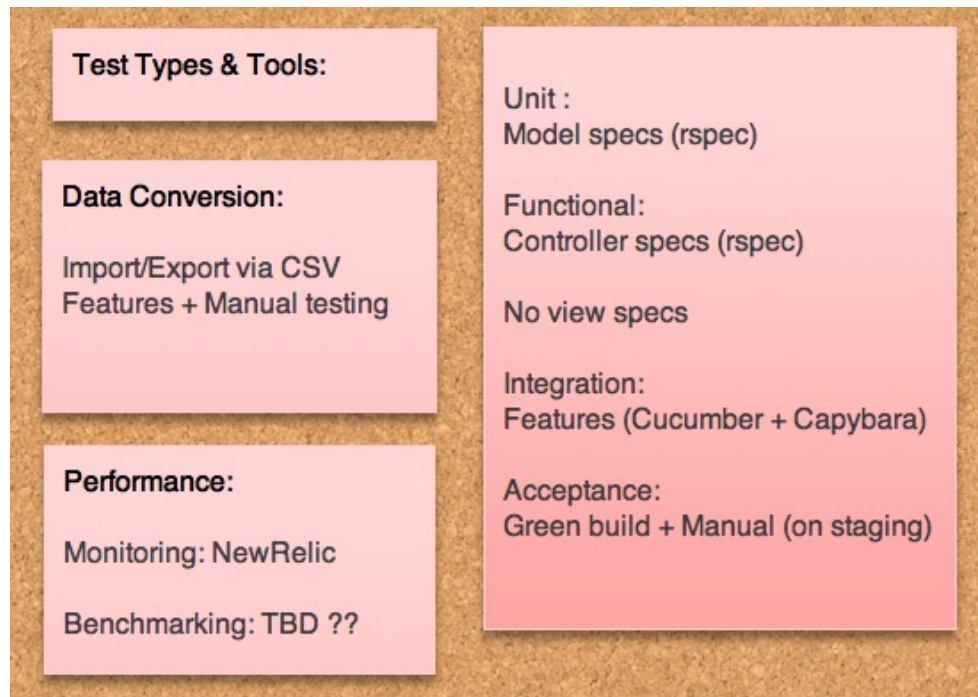 Test Types & Tools:
Data Conversion:
Import/Export via CSV
Features + Manual testing
Performance:
Monitoring: NewRelic
Benchmarking: TBD ??
Unit :
Model specs (rspec)
Functional:
Controller specs (rspec)
No view specs
Integration:
Features (Cucumber + Capybara)
Acceptance:
Green build + Manual (on staging)